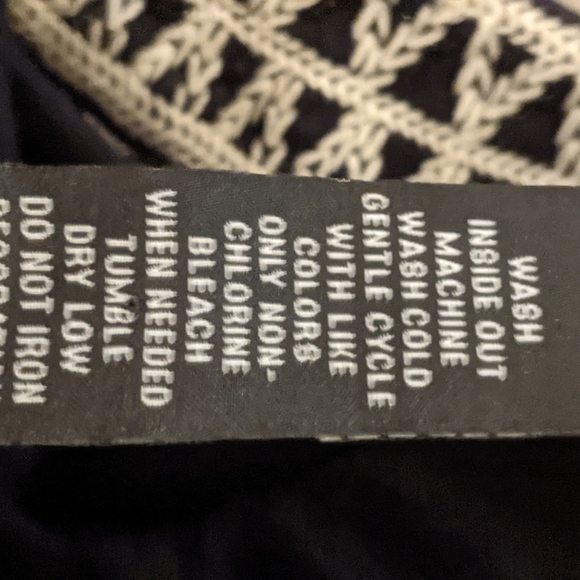 WASH
INSIDE OUT
MACHINE
WASH COLD
GENTLE CYCLE
WITH LIKE
COLORS
ONLY NON-
CHLORINE
BLEACH
WHEN NEEDED
TUMBLE
DRY LOW
DO NOT IRON